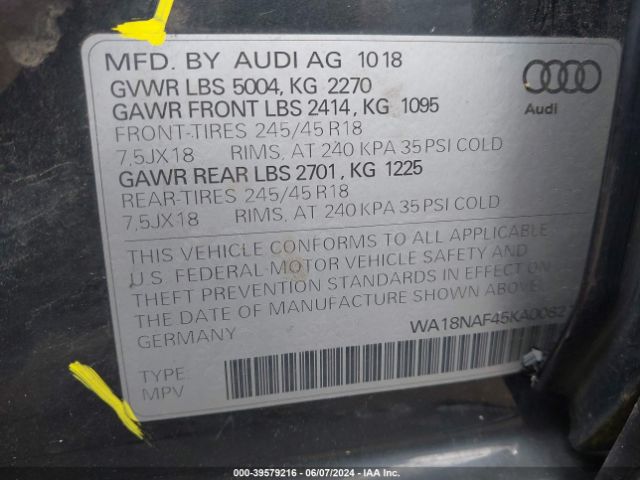 MFD. BY AUDI AG 1018
GVWR LBS 5004, KG 2270
GAWR FRONT LBS 2414, KG 1095
FRONT-TIRES 245/45 R18
7,5JX18 RIMS, AT 240 KPA 35 PSI COLD
GAWR REAR LBS 2701, KG 1225
REAR-TIRES 245/45 R18
7,5JX18 RIMS, AT 240 KPA 35 PSI COLD
Audi
THIS VEHICLE CONFORMS TO ALL APPLICABLE
U.S. FEDERAL MOTOR VEHICLE SAFETY AND
THEFT PREVENTION STANDARDS IN EFFECT ON
THE DATE OF MANUFACTURE SHOWN ABOVE
GERMANY
TYPE:
MPV
000-39579216 - 06/07/2024 - IAA Inc.